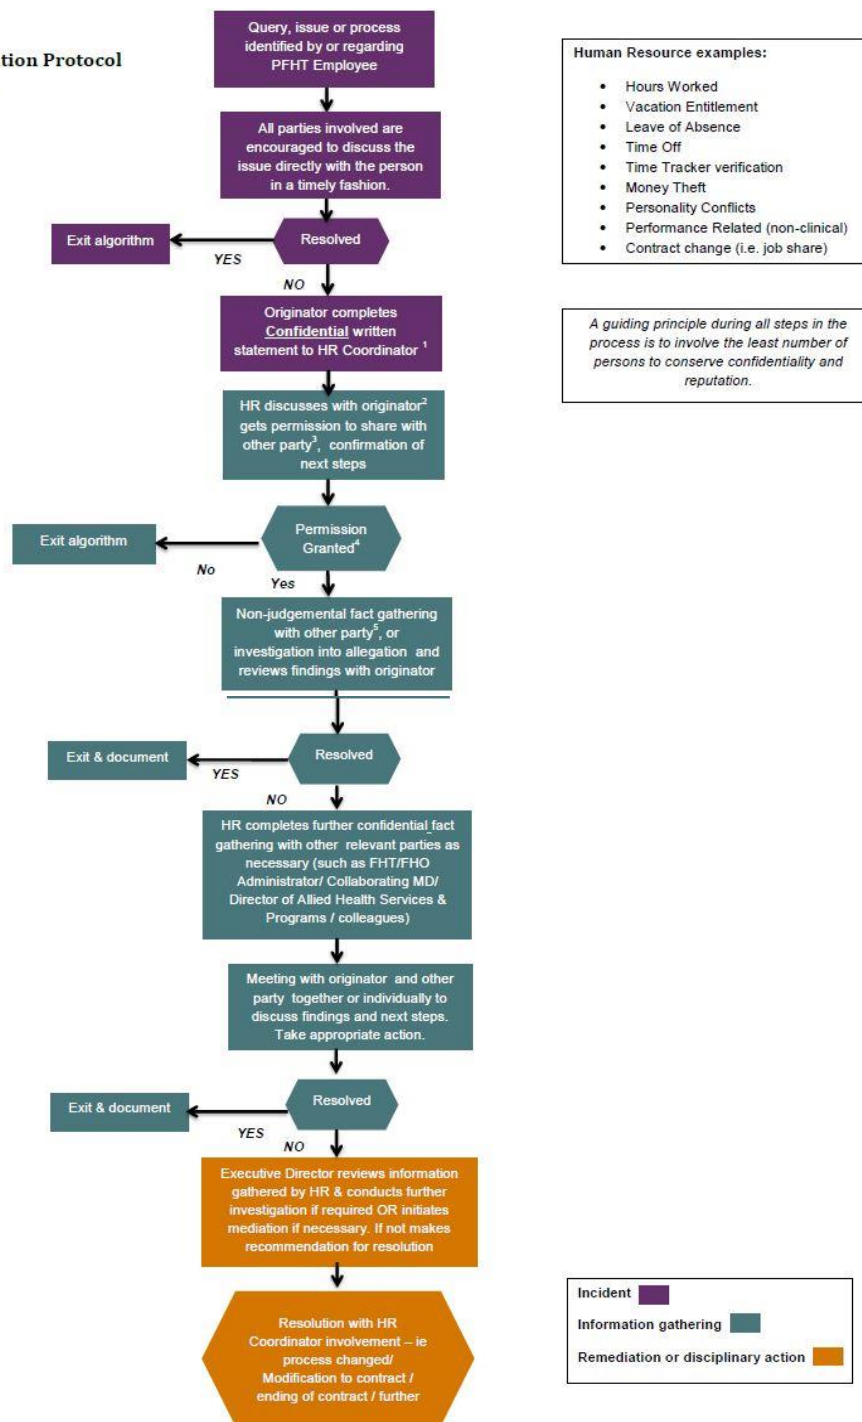 Query, issue or process
identified by or regarding
PFHT Employee
tion Protocol
Human Resource examples:
• Hours Worked
• Vacation Entitlement
• Leave of Absence
• Time Off
• Time Tracker verification
• Money Theft
• Personality Conflicts
• Performance Related (non-clinical)
• Contract change (i.e. job share)
All parties involved are
encouraged to discuss the
issue directly with the person
in a timely fashion.
Resolved
Exit algorithm
YES
NO
Originator completes
Confidential written
statement to HR Coordinator 1
A guiding principle during all steps in the
process is to involve the least number of
persons to conserve confidentiality and
reputation.
HR discusses with originator2
gets permission to share with
other party3, confirmation of
next steps
Permission
Granted4
Exit algorithm
No
Yes
Non-judgemental fact gathering
with other party5, or
investigation into allegation and
reviews findings with originator
Resolved
Exit & document
YES
NO
HR completes further confidential fact
gathering with other relevant parties as
necessary (such as FHT/FHO
Administrator/ Collaborating MD/
Director of Allied Health Services &
Programs / colleagues)
Meeting with originator and other
party together or individually to
discuss findings and next steps.
Take appropriate action.
Resolved
Exit & document
YES
NO
Executive Director reviews information
gathered by HR & conducts further
investigation if required OR initiates
mediation if necessary. If not makes
recommendation for resolution
Resolution with HR
Coordinator involvement – ie
process changed/
Modification to contract /
ending of contract / further
Incident
Information gathering
Remediation or disciplinary action